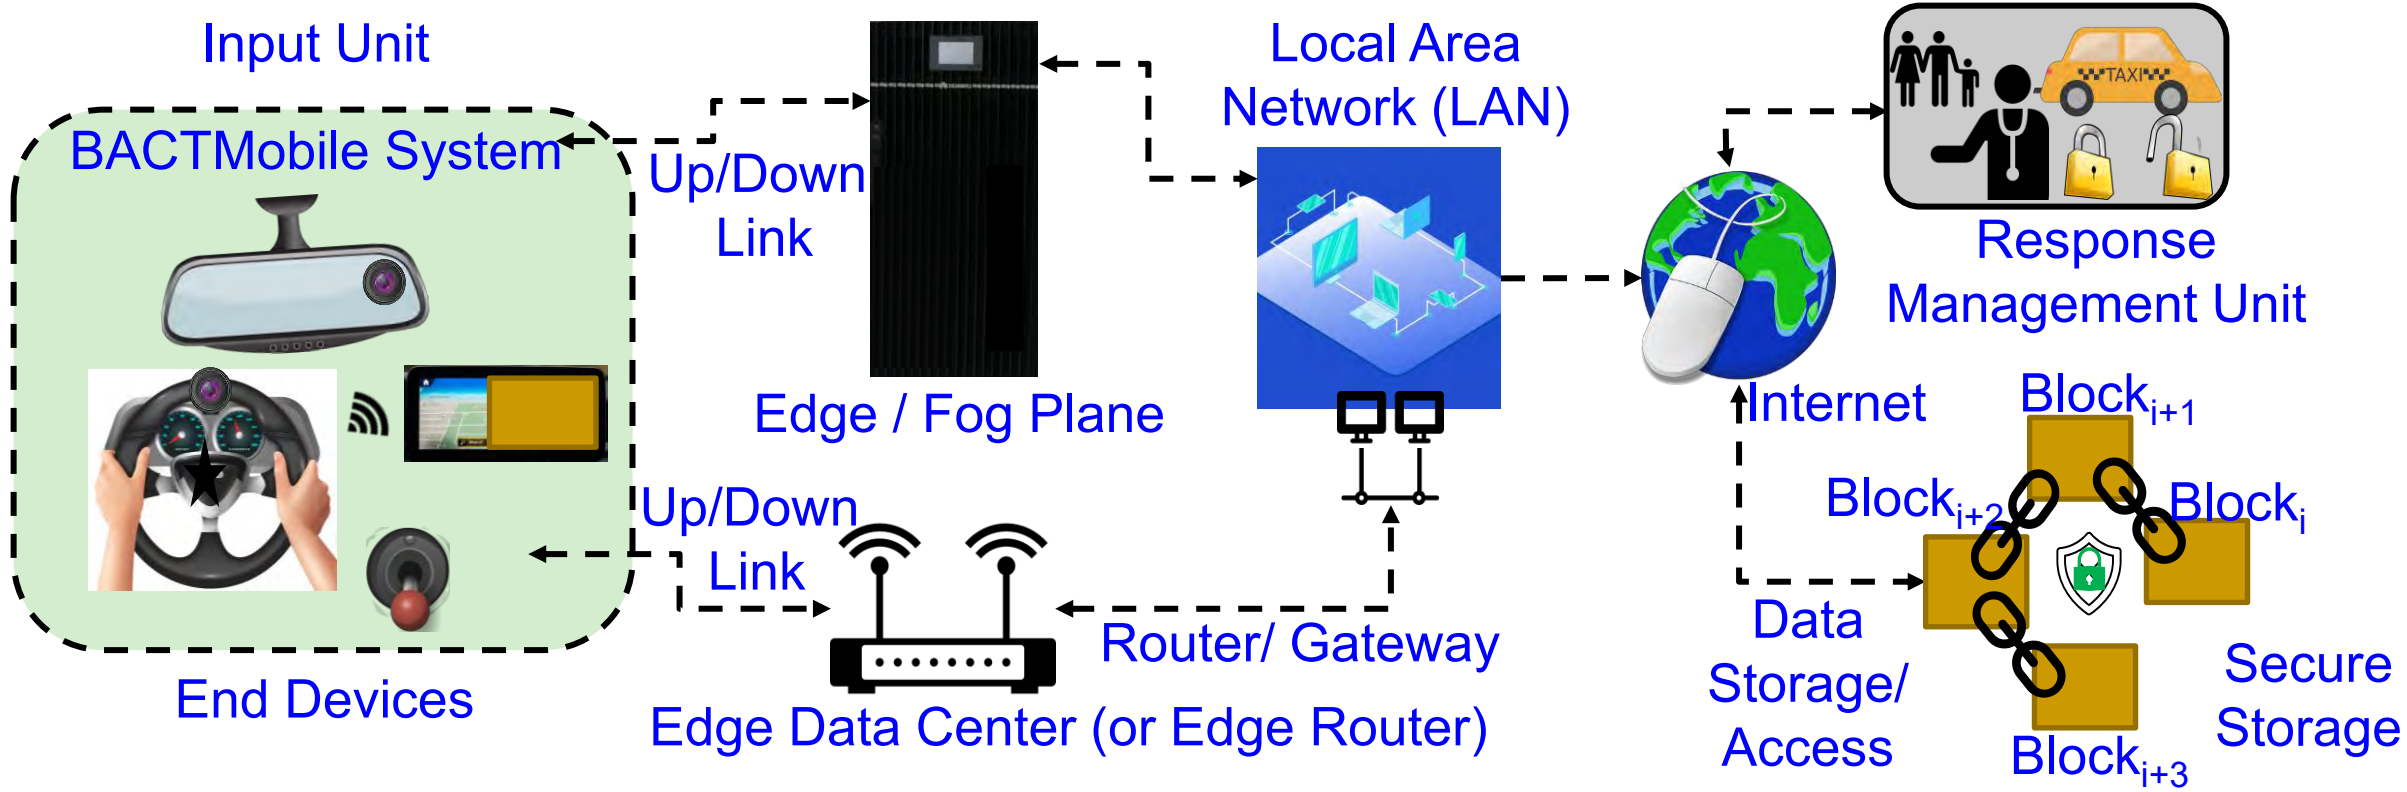 Input Unit
BACTMobile System
End Devices
Up/Down
Link
Up/Down
Link
Edge / Fog Plane
Router/ Gateway
Edge Data Center (or Edge Router)
Local Area
Network (LAN)
Internet
TAXI
Response
Management Unit
Data
Storage/
Access
Block_{i+1}
Block_{i+2}
Block_i
Block_{i+3}
Secure
Storage